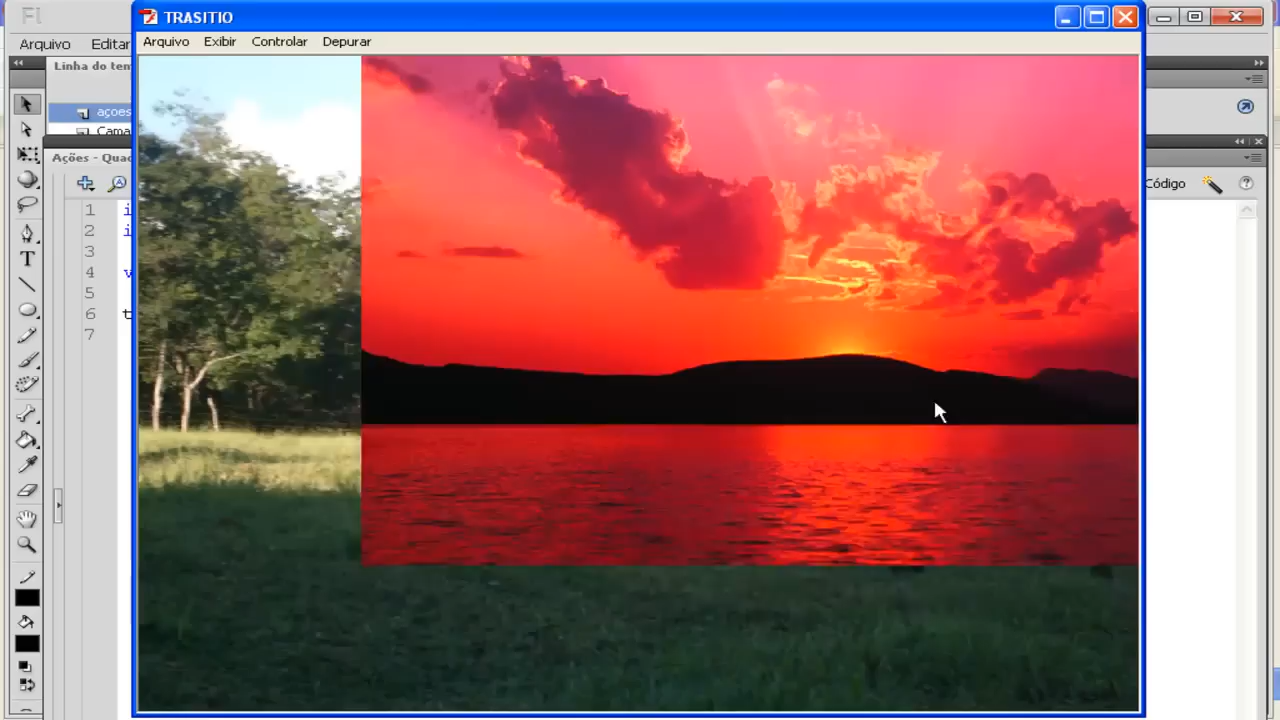 Fl
TRASITIO
Arquivo Editar
Arquivo Exibir Controlar Depurar
Linha do tem
ações
Cama
Ações - Quad
Código
1 i
2 i
3
4 v
5
6 t
7
T